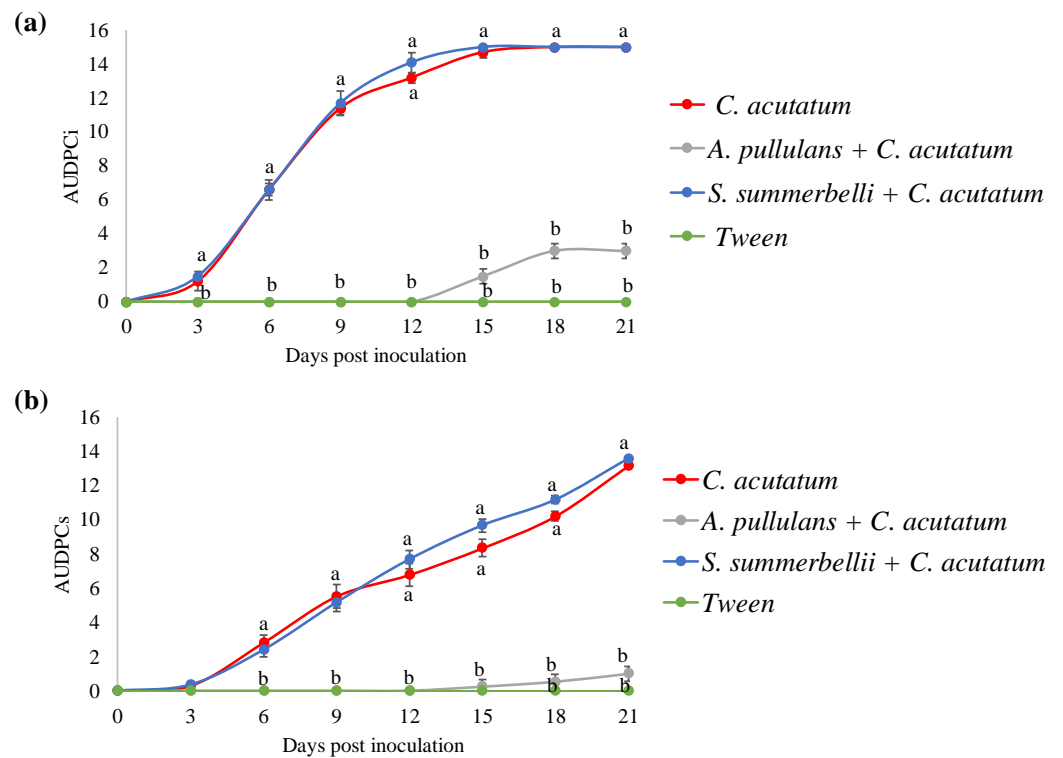 (a)
16
14
12
10
8
6
4
2
0
AUDPCi
a a a a a a a a
b b b b b b b b b b
0 3 6 9 12 15 18 21
Days post inoculation
C. acutatum
A. pullulans + C. acutatum
S. summerbelli + C. acutatum
Tween
(b)
16
14
12
10
8
6
4
2
0
AUDPCs
a a a a a a a a a
b b b b b b b b
0 3 6 9 12 15 18 21
Days post inoculation
C. acutatum
A. pullulans + C. acutatum
S. summerbellii + C. acutatum
Tween